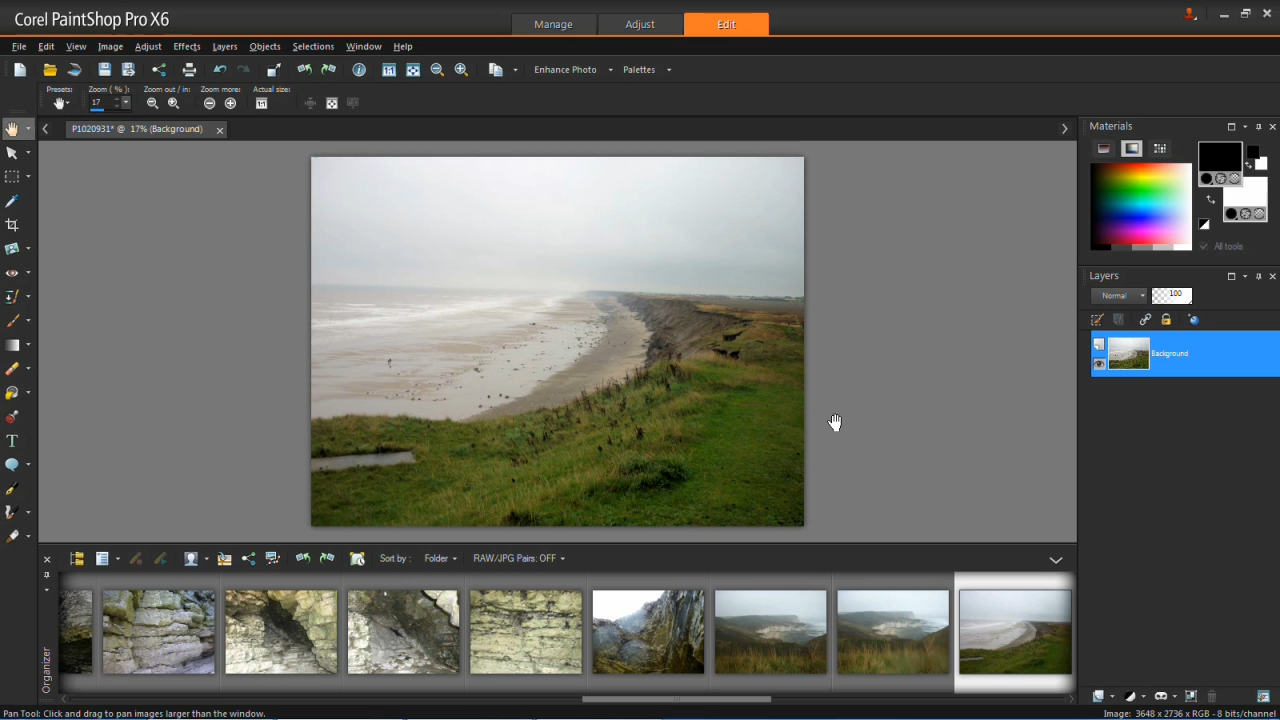 Corel PaintShop Pro X6
Manage
Adjust
Edit
File
Edit
View
Image
Adjust
Effects
Layers
Objects
Selections
Window
Help
Enhance Photo
Palettes
Presets:
Zoom ( % ):
Zoom out / in:
Zoom more:
Actual size:
17
P1020931* @ 17% (Background)
Materials
All tools
Layers
Normal
100
Background
Sort by :
Folder
RAW/JPG Pairs: OFF
Organizer
Pan Tool: Click and drag to pan images larger than the window.
Image: 3648 x 2736 x RGB - 8 bits/channel